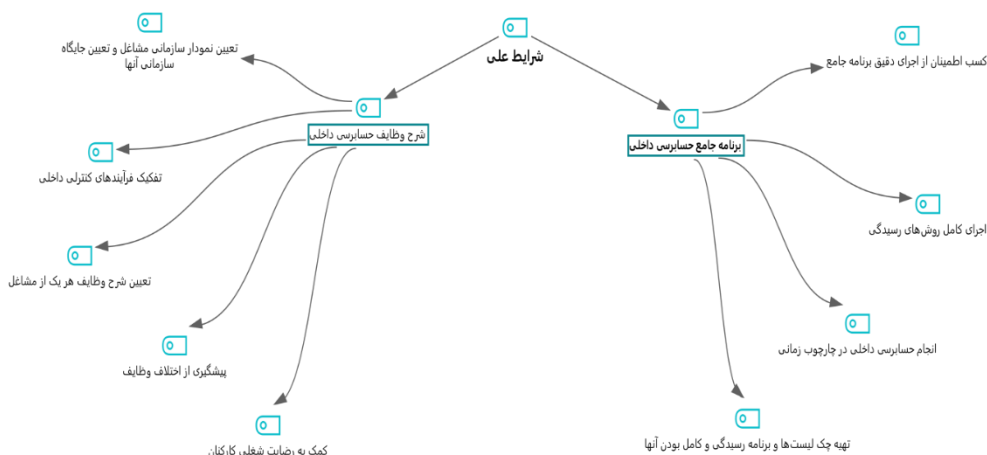 شرایط علی
برنامه جامع حسابرسی داخلی
کسب اطمینان از اجرای دقیق برنامه جامع
اجرای کامل روش‌های رسیدگی
انجام حسابرسی داخلی در چارچوب زمانی
تهیه چک لیست‌ها و برنامه رسیدگی و کامل بودن آنها
شرح وظایف حسابرسی داخلی
تعیین نمودار سازمانی مشاغل و تعیین جایگاه
سازمانی آنها
تفکیک فرآیندهای کنترلی داخلی
تعیین شرح وظایف هر یک از مشاغل
پیشگیری از اختلاف وظایف
کمک به رضایت شغلی کارکنان